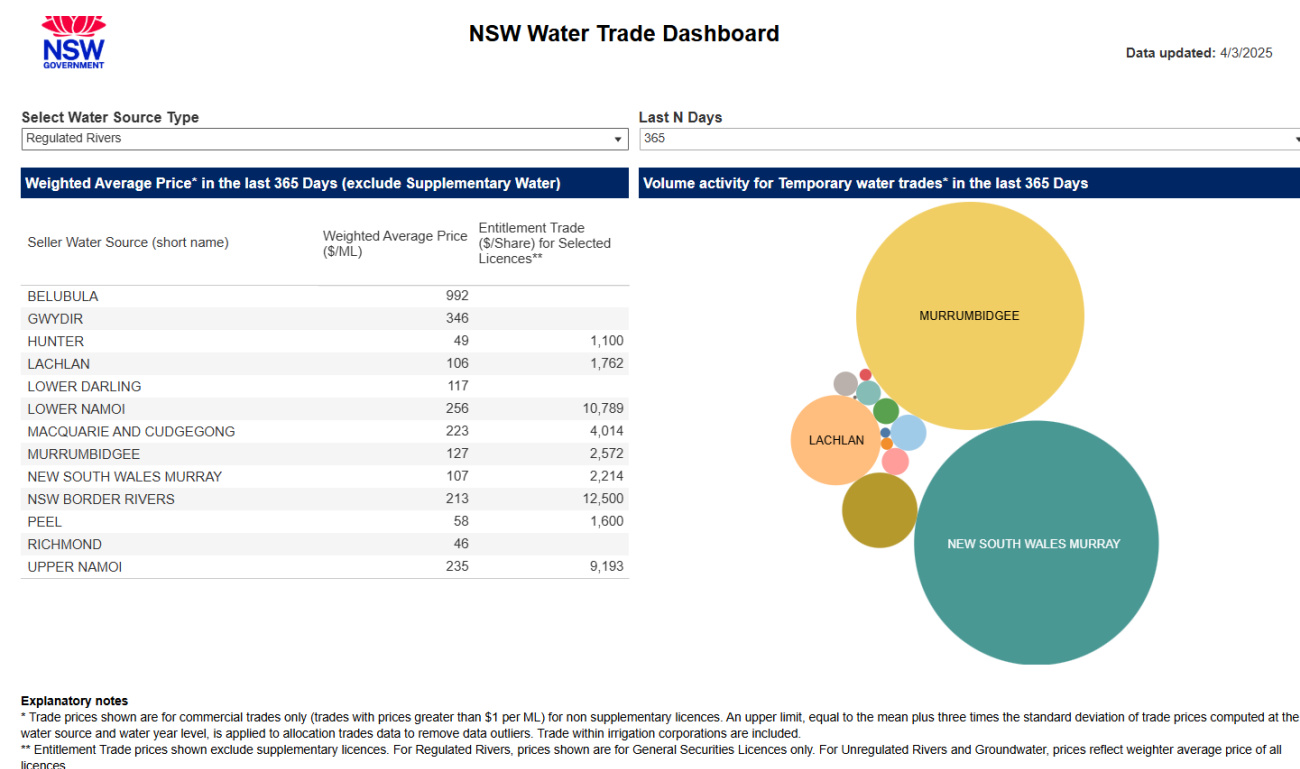 NSW
GOVERNMENT
NSW Water Trade Dashboard
Data updated: 4/3/2025
Select Water Source Type
Regulated Rivers
Last N Days
365
Weighted Average Price* in the last 365 Days (exclude Supplementary Water)
Volume activity for Temporary water trades* in the last 365 Days
Seller Water Source (short name)
Weighted Average Price
($/ML)
Entitlement Trade
($/Share) for Selected
Licences**
BELUBULA 992
GWYDIR 346
HUNTER 49 1,100
LACHLAN 106 1,762
LOWER DARLING 117
LOWER NAMOI 256 10,789
MACQUARIE AND CUDGEGONG 223 4,014
MURRUMBIDGEE 127 2,572
NEW SOUTH WALES MURRAY 107 2,214
NSW BORDER RIVERS 213 12,500
PEEL 58 1,600
RICHMOND 46
UPPER NAMOI 235 9,193
MURRUMBIDGEE
LACHLAN
NEW SOUTH WALES MURRAY
Explanatory notes
* Trade prices shown are for commercial trades only (trades with prices greater than $1 per ML) for non supplementary licences. An upper limit, equal to the mean plus three times the standard deviation of trade prices computed at the
water source and water year level, is applied to allocation trades data to remove data outliers. Trade within irrigation corporations are included.
** Entitlement Trade prices shown exclude supplementary licences. For Regulated Rivers, prices shown are for General Securities Licences only. For Unregulated Rivers and Groundwater, prices reflect weighter average price of all
licences